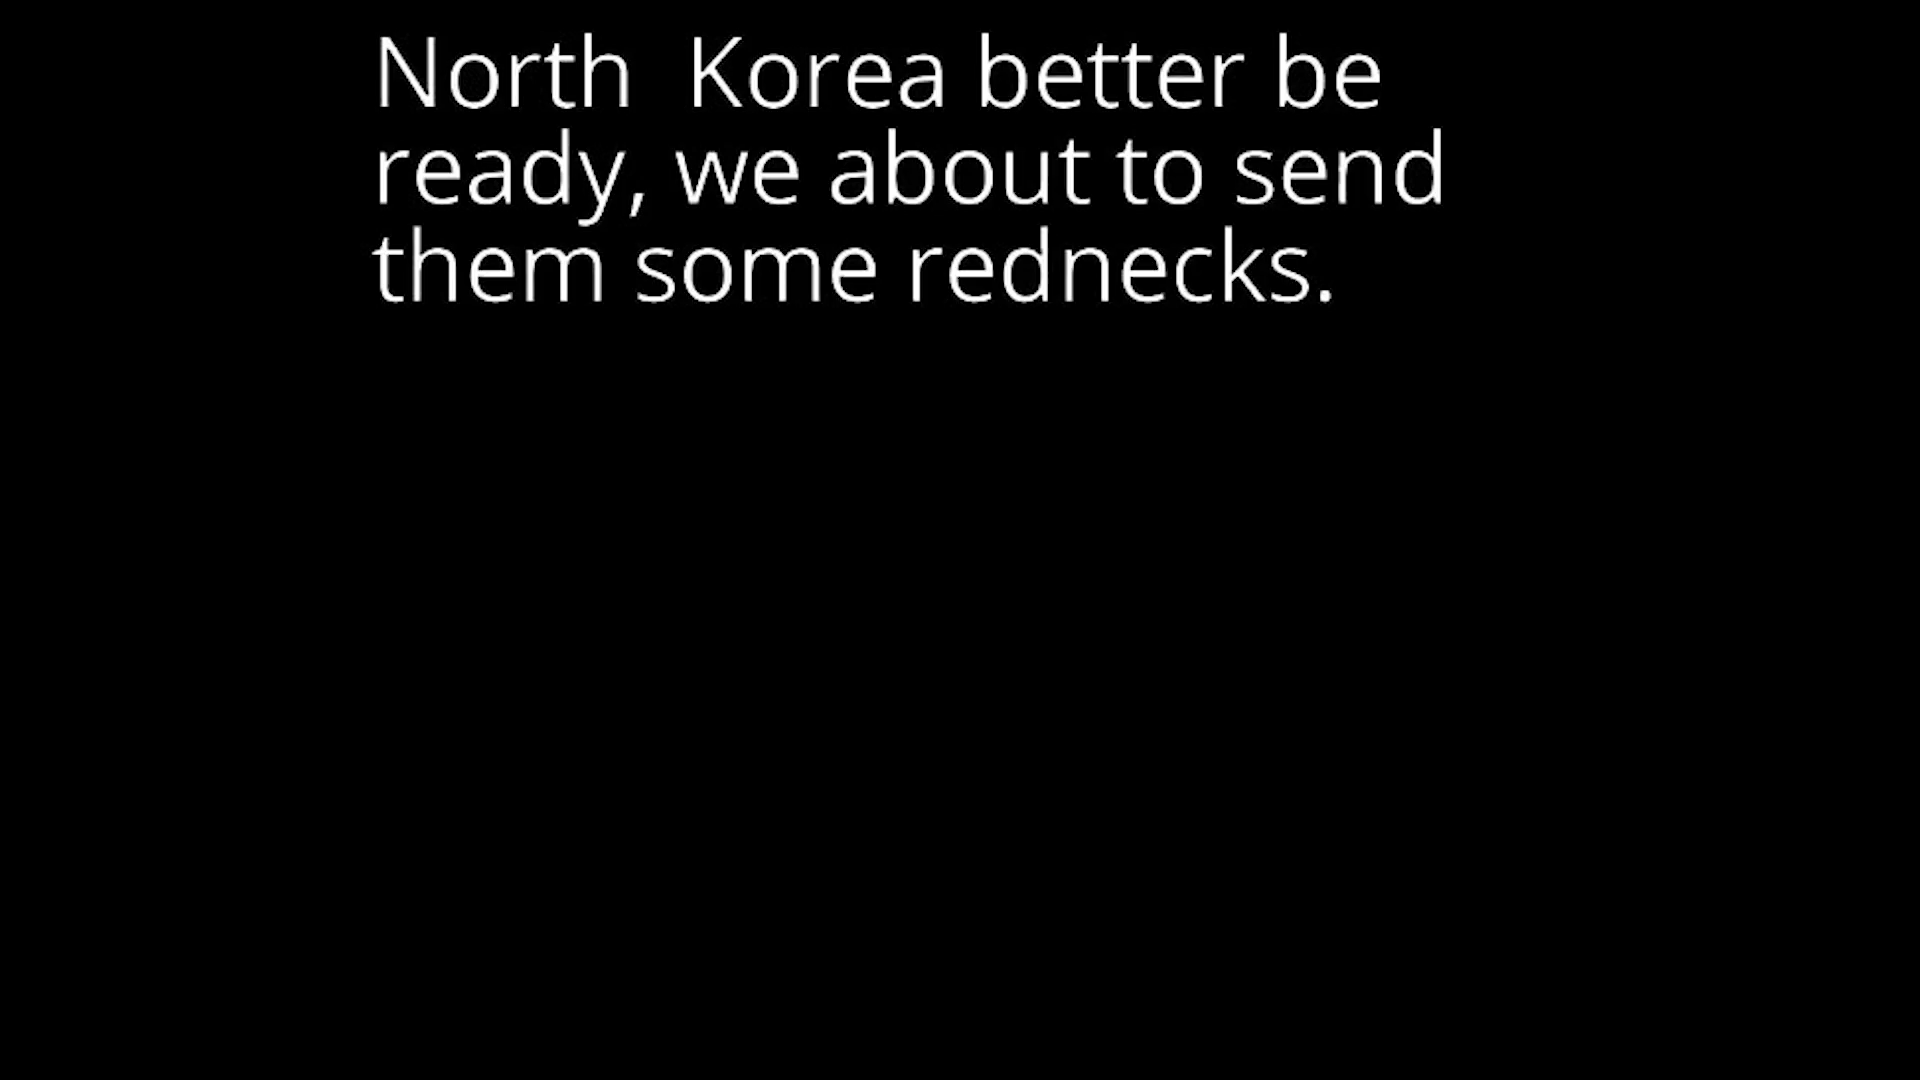 North  Korea better be
ready, we about to send
them some rednecks.